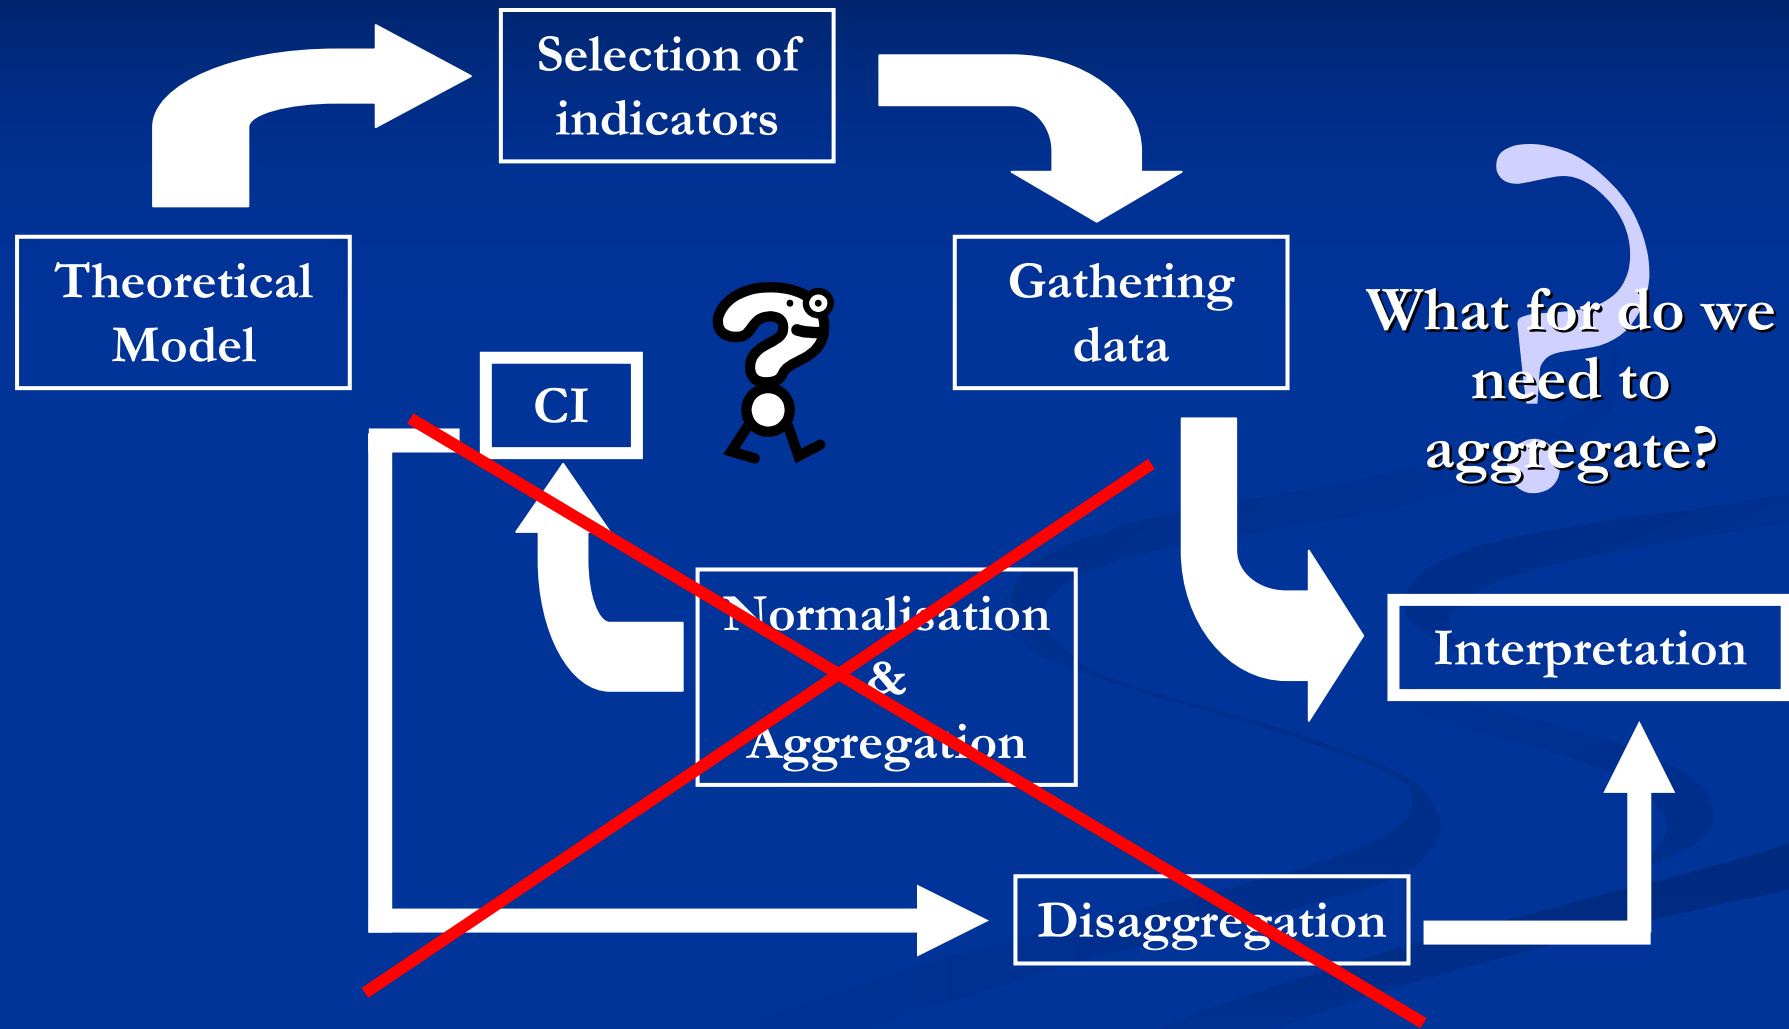 Selection of
indicators
Theoretical
Model
Gathering
data
What for do we
need to
aggregate?
CI
Normalisation
&
Aggregation
Interpretation
Disaggregation